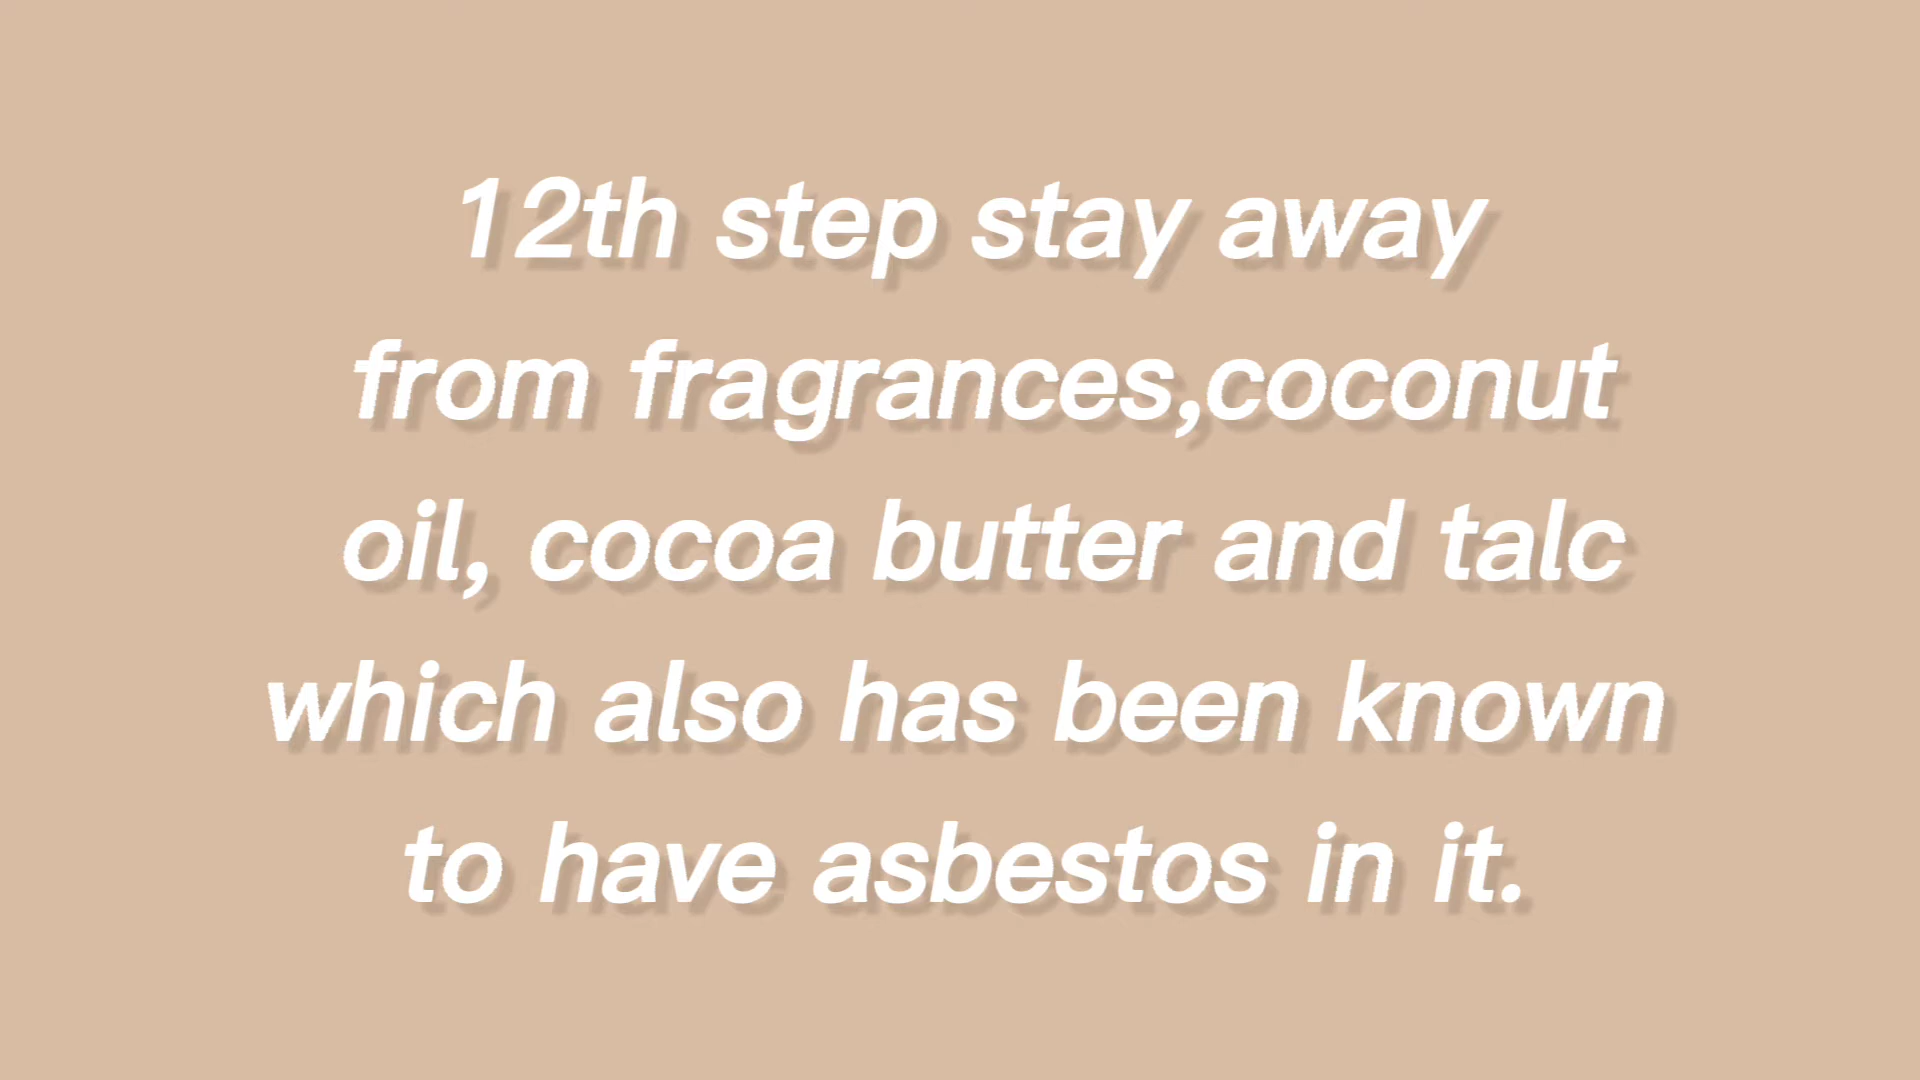 12th step stay away
from fragrances,coconut
oil, cocoa butter and talc
which also has been known
to have asbestos in it.